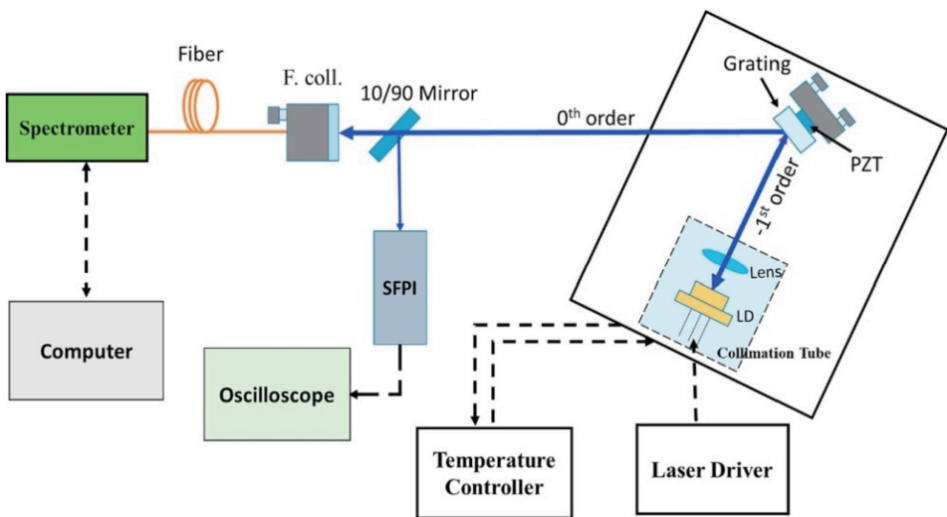 Fiber
F. coll.
10/90 Mirror
Grating
Spectrometer
0th order
PZT
-1st order
Lens
SFPI
LD
Computer
Collimation Tube
Oscilloscope
Temperature
Controller
Laser Driver